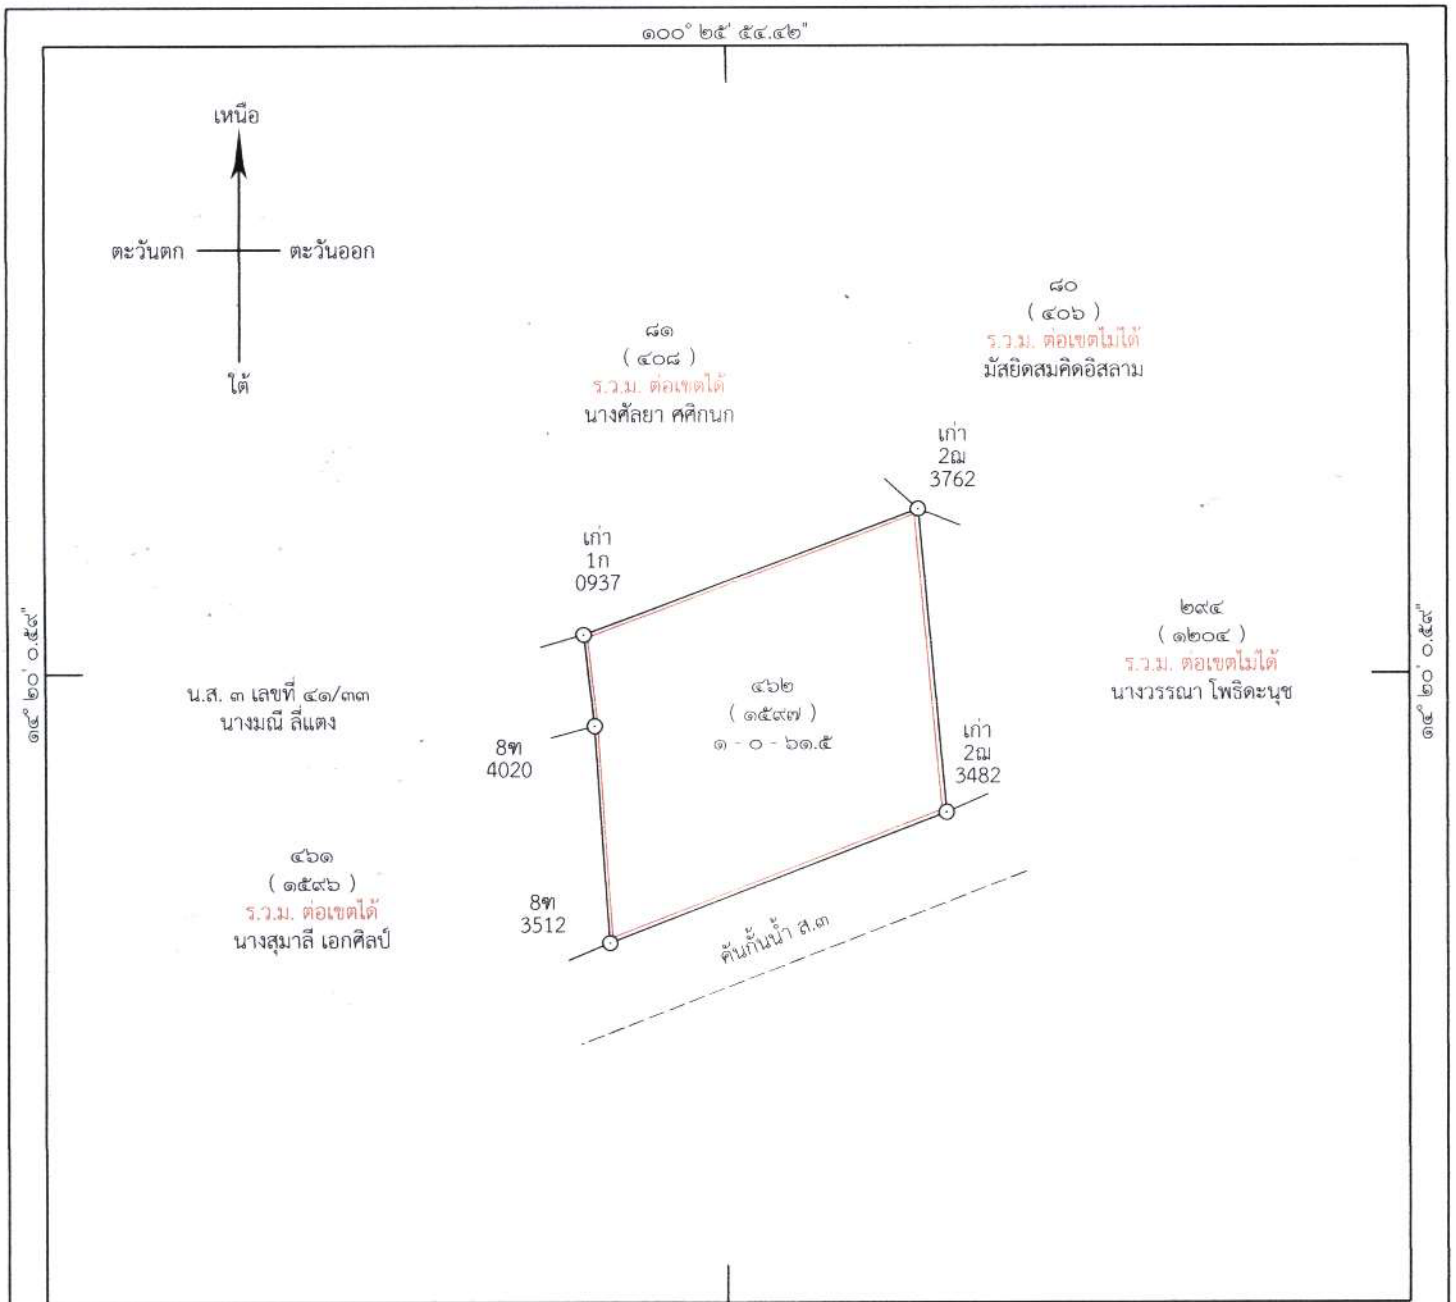 ๑๐๐° ๒๕' ๕๔.๔๒"
เหนือ
ตะวันตก
ตะวันออก
ใต้
๘๐
( ๔๐๖ )
ร.ว.ม. ต่อเขตไม่ได้
มัสยิดสมคิดอิสลาม
๘๑
( ๔๐๘ )
ร.ว.ม. ต่อเขตได้
นางศัลยา ศศิกนก
เก่า
2ฌ
3762
เก่า
1ก
0937
๑๔° ๒๐' ๐.๕๙"
๑๔° ๒๐' ๐.๕๙"
๒๙๔
( ๑๒๐๔ )
ร.ว.ม. ต่อเขตไม่ได้
นางวรรณา โพธิตะนุช
น.ส. ๓ เลขที่ ๔๑/๓๓
นางมณี ลี่แตง
๔๖๒
( ๑๕๙๗ )
๑ - ๐ - ๖๑.๕
8ฑ
4020
เก่า
2ฌ
3482
๔๖๑
( ๑๕๙๖ )
ร.ว.ม. ต่อเขตได้
นางสุมาลี เอกศิลป์
8ฑ
3512
คันกั้นน้ำ ส.๓